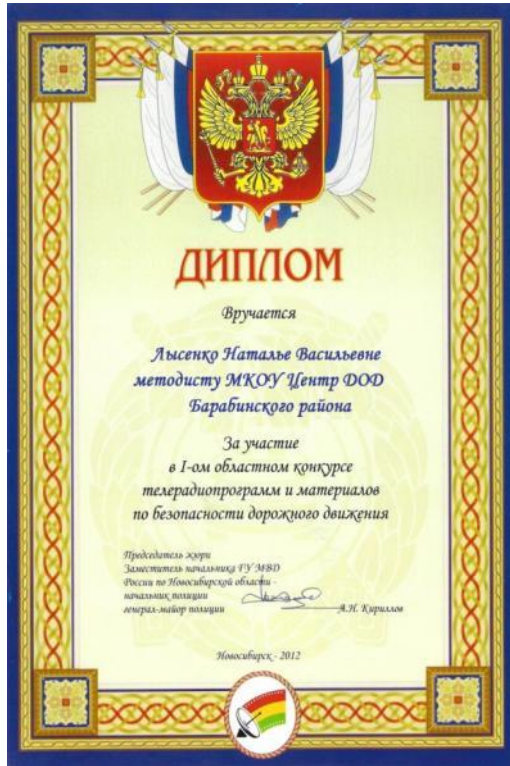 ДИПЛОМ
Вручается
Лысенко Наталье Васильевне
методисту МКОУ Центр DOD
Барабинского района
За участие
в I-ом областном конкурсе
телерадиопрограмм и материалов
по безопасности дорожного движения
Председатель жюри
Заместитель начальника ГУ МВД
России по Новосибирской области -
начальник полиции
генерал-майор полиции
А.Н. Кириллов
Новосибирск - 2012